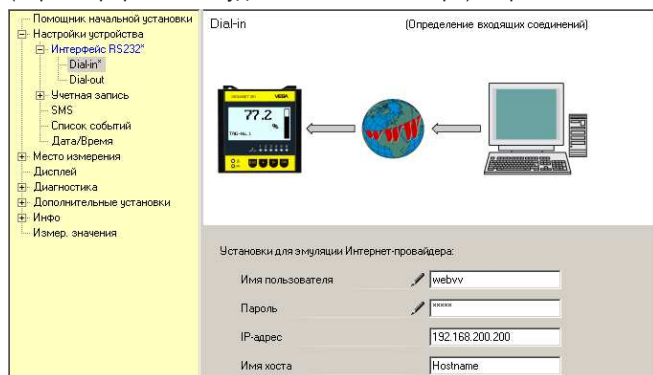 Помощник начальной установки
Настройки устройства
Интерфейс RS232*
Dial-in*
Dial-out
Учетная запись
SMS
Список событий
Дата/Время
Место измерения
Дисплей
Диагностика
Дополнительные установки
Инфо
Измер. значения
Dial-in (Определение входящих соединений)
VEGA
77.2
%
WWW
Установки для эмуляции Интернет-провайдера:
Имя пользователя webvv
Пароль *****
IP-адрес 192.168.200.200
Имя хоста Hostname